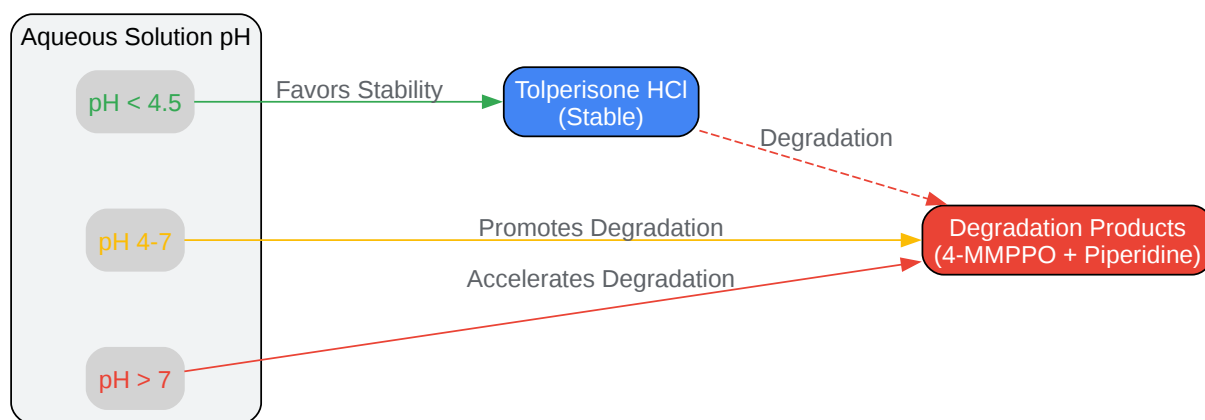 Aqueous Solution pH
pH < 4.5
Favors Stability
Tolperisone HCl
(Stable)
Degradation
pH 4-7
Promotes Degradation
Degradation Products
(4-MMPPO + Piperidine)
Accelerates Degradation
pH > 7